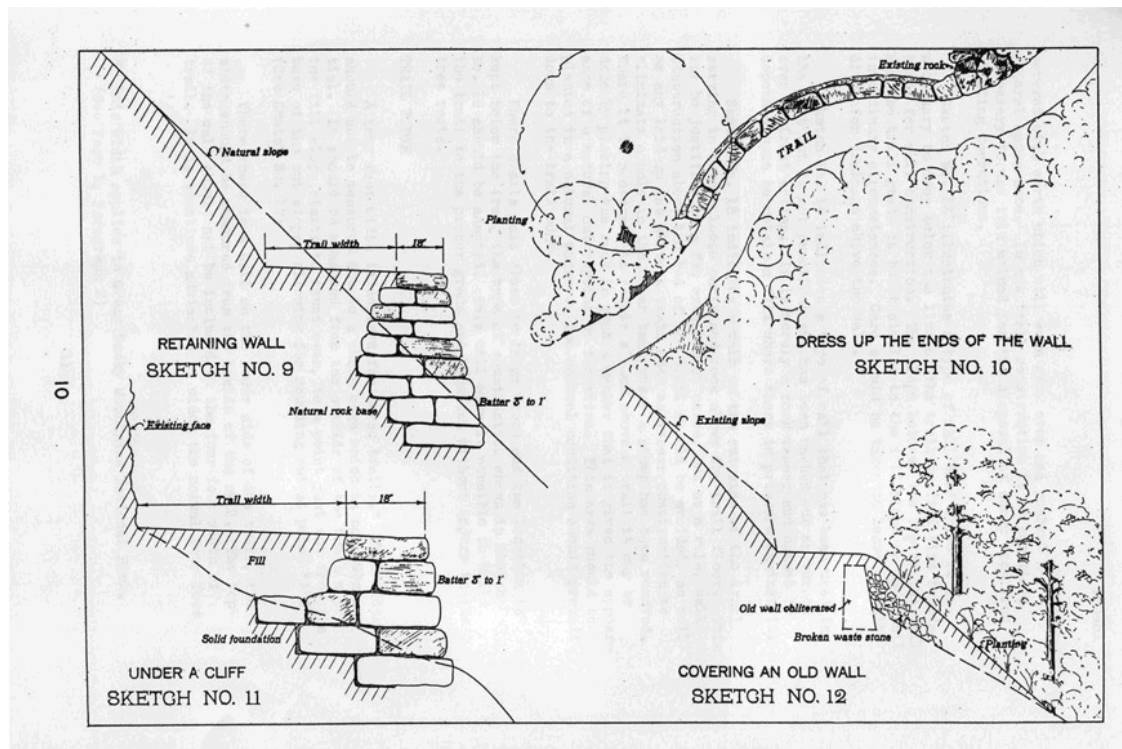 Natural slope
Trail width
18"
RETAINING WALL
SKETCH NO. 9
Natural rock base
Batter 3" to 1'
Existing rock
TRAIL
Planting
DRESS UP THE ENDS OF THE WALL
SKETCH NO. 10
10
Existing face
Trail width
18"
Fill
Batter 3" to 1'
Solid foundation
UNDER A CLIFF
SKETCH NO. 11
Existing slope
Old wall obliterated
Broken waste stone
Planting
COVERING AN OLD WALL
SKETCH NO. 12